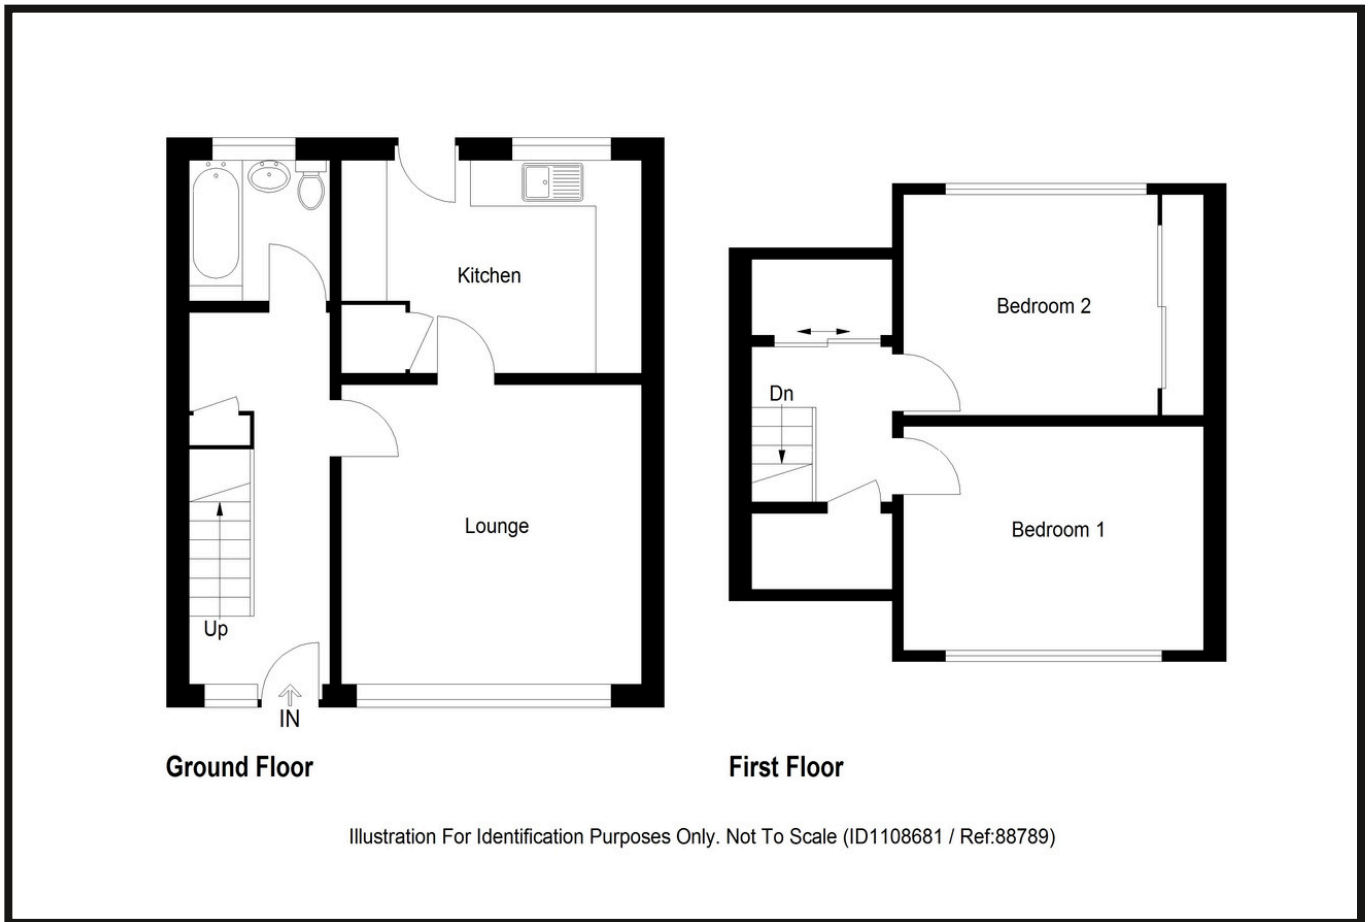 Kitchen
Bedroom 2
Dn
Lounge
Bedroom 1
Up
IN
Ground Floor
First Floor
Illustration For Identification Purposes Only. Not To Scale (ID1108681 / Ref:88789)